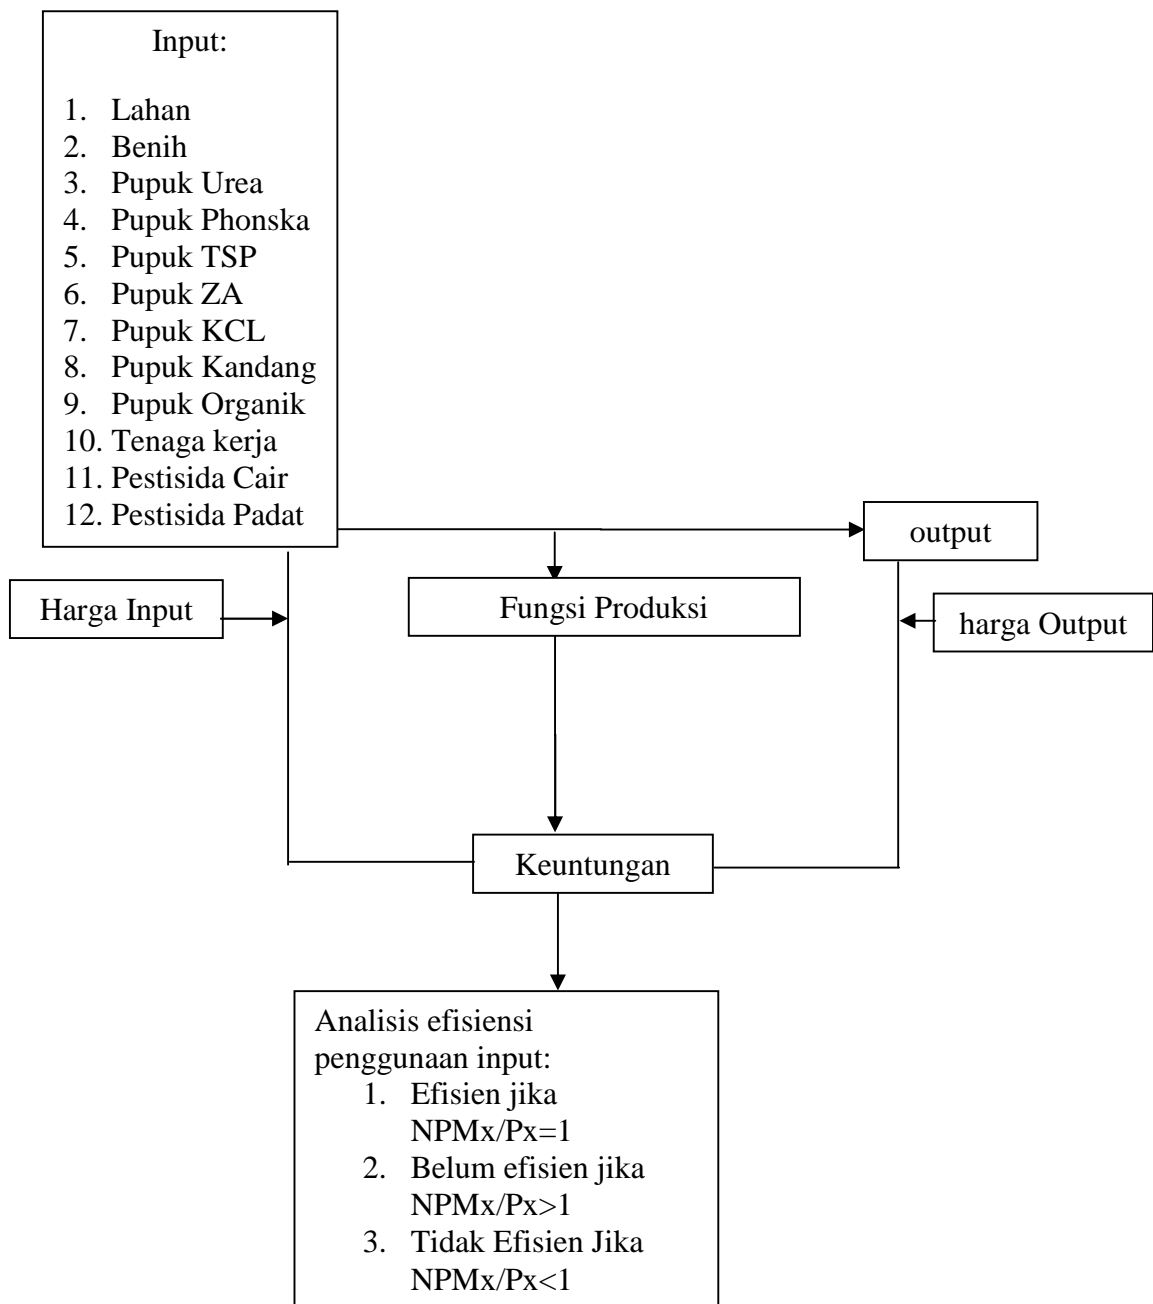 Input:
1. Lahan
2. Benih
3. Pupuk Urea
4. Pupuk Phonska
5. Pupuk TSP
6. Pupuk ZA
7. Pupuk KCL
8. Pupuk Kandang
9. Pupuk Organik
10. Tenaga kerja
11. Pestisida Cair
12. Pestisida Padat
output
Harga Input
Fungsi Produksi
harga Output
Keuntungan
Analisis efisiensi
penggunaan input:
1. Efisien jika
NPMx/Px=1
2. Belum efisien jika
NPMx/Px>1
3. Tidak Efisien Jika
NPMx/Px<1